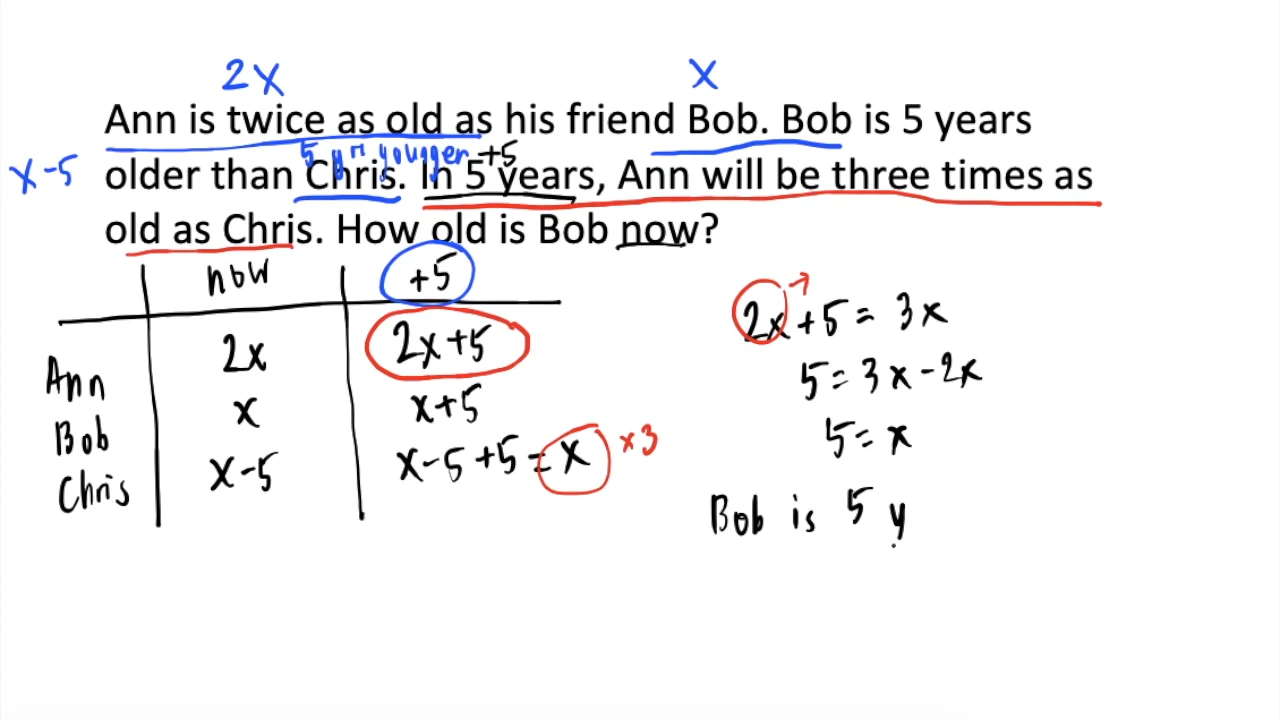 2x x
Ann is twice as old as his friend Bob. Bob is 5 years
5 yrs younger +5
x-5 older than Chris. In 5 years, Ann will be three times as
old as Chris. How old is Bob now?
now +5
Ann 2x 2x+5
Bob x x+5
Chris x-5 x-5+5=x x3
2x+5=3x
5=3x-2x
5=x
Bob is 5 y